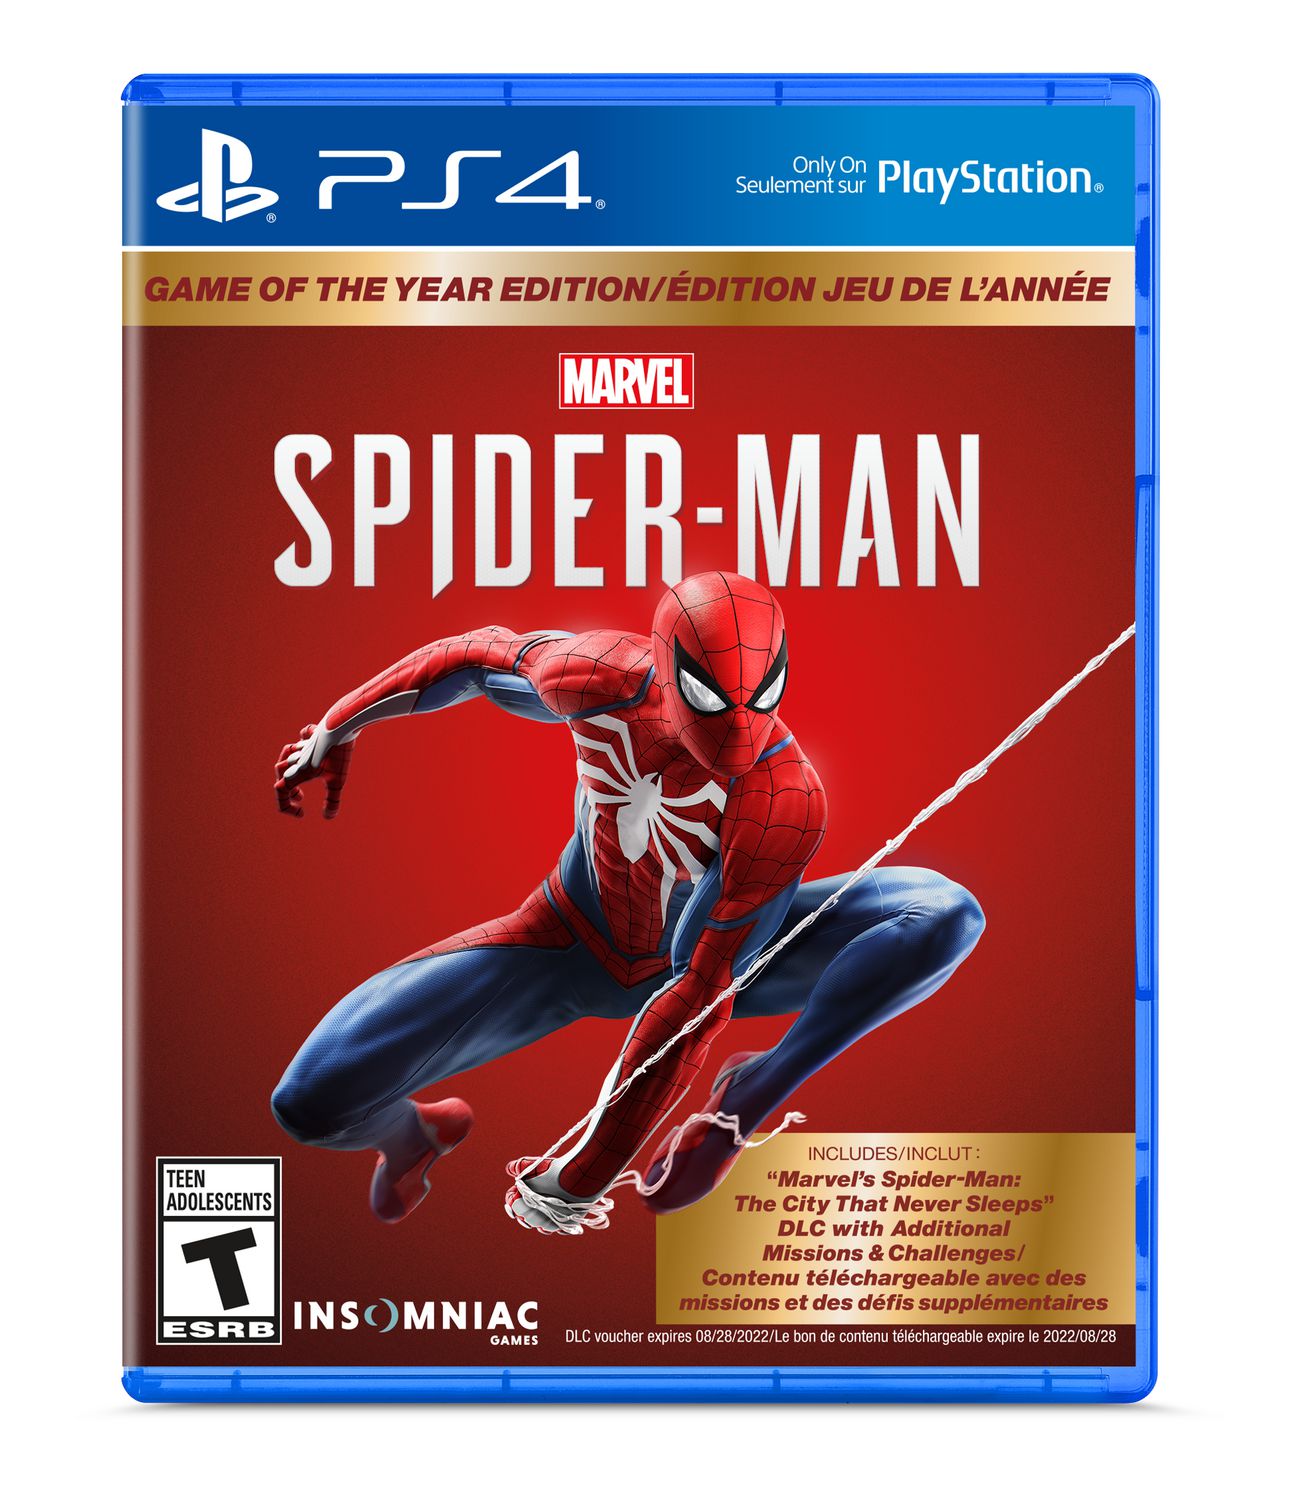 PS4®
Only On
Seulement sur
PlayStation®
GAME OF THE YEAR EDITION/ÉDITION JEU DE L'ANNÉE
MARVEL
SPIDER-MAN
INCLUDES/INCLUT :
“Marvel's Spider-Man:
The City That Never Sleeps”
DLC with Additional
Missions & Challenges/
Contenu téléchargeable avec des
missions et des défis supplémentaires
DLC voucher expires 08/28/2022/Le bon de contenu téléchargeable expire le 2022/08/28
TEEN
ADOLESCENTS
T
ESRB
INSOMNIAC
GAMES